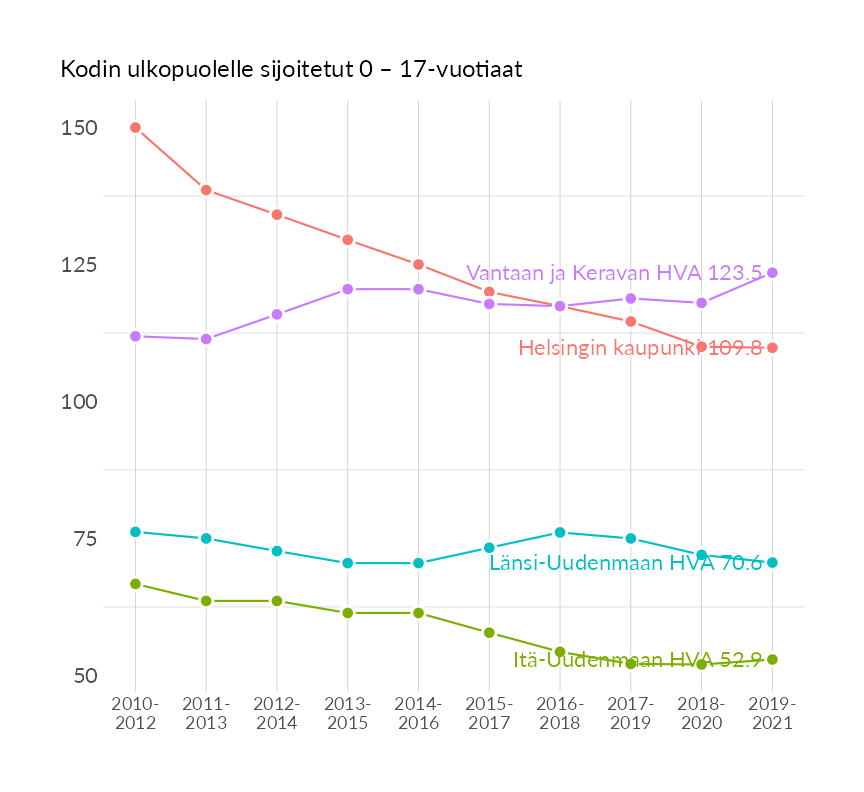 Kodin ulkopuolelle sijoitetut 0 – 17-vuotiaat
150
125
Vantaan ja Keravan HVA 123.5
Helsingin kaupunki 109.8
100
75
Länsi-Uudenmaan HVA 70.6
Itä-Uudenmaan HVA 52.9
50
2010- 2011- 2012- 2013- 2014- 2015- 2016- 2017- 2018- 2019-
2012 2013 2014 2015 2016 2017 2018 2019 2020 2021